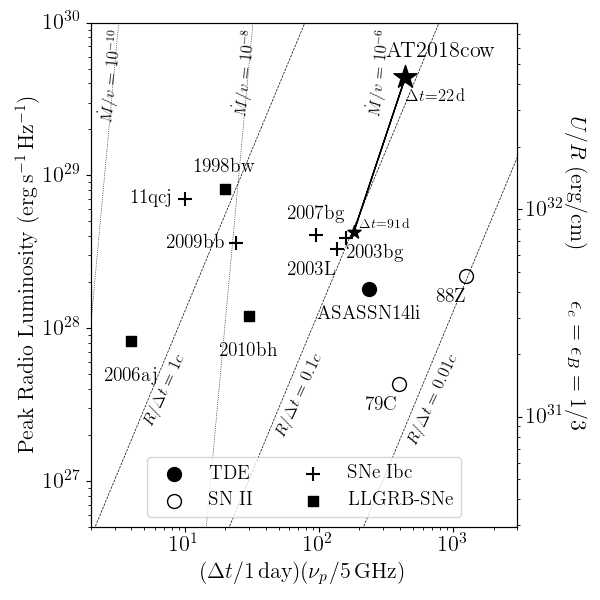 10^30
10^29
10^28
10^27
Peak Radio Luminosity (erg s^−1 Hz^−1)
Ṁ/v = 10^−10
Ṁ/v = 10^−8
Ṁ/v = 10^−6
AT2018cow
Δt=22d
1998bw
11qcj
2007bg
Δt=91d
2009bb
2003bg
2003L
88Z
ASASSN14li
2010bh
2006aj
79C
R/Δt = 1c
R/Δt = 0.1c
R/Δt = 0.01c
TDE
SN II
SNe Ibc
LLGRB-SNe
10^1
10^2
10^3
(Δt/1 day)(ν_p/5 GHz)
10^32
10^31
U/R (erg/cm)
ϵ_e = ϵ_B = 1/3